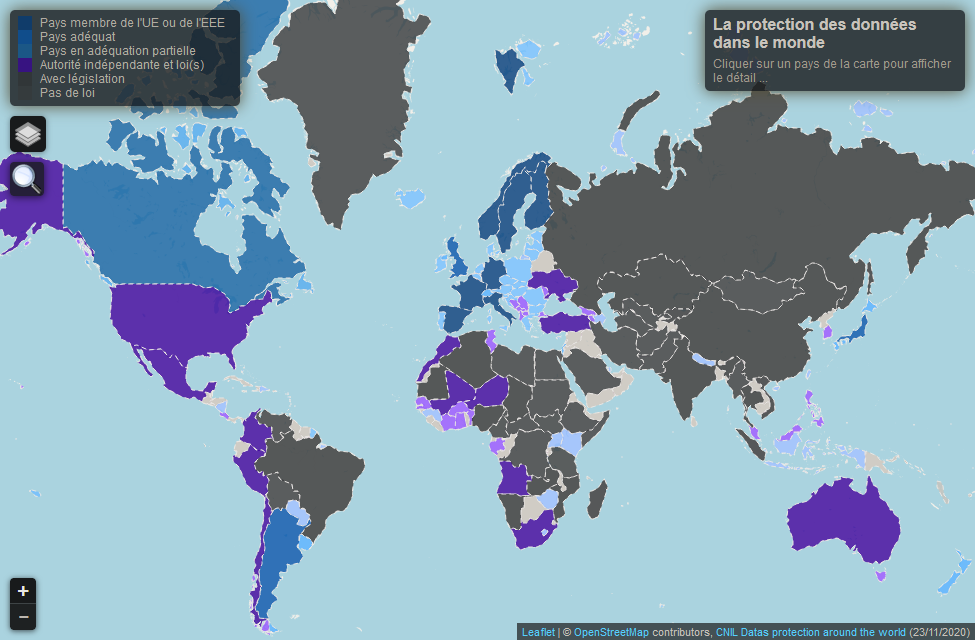 Pays membre de l'UE ou de l'EEE
Pays adéquat
Pays en adéquation partielle
Autorité indépendante et loi(s)
Avec législation
Pas de loi
La protection des données
dans le monde
Cliquer sur un pays de la carte pour afficher
le détail ...
+
−
Leaflet | © OpenStreetMap contributors, CNIL Datas protection around the world (23/11/2020)